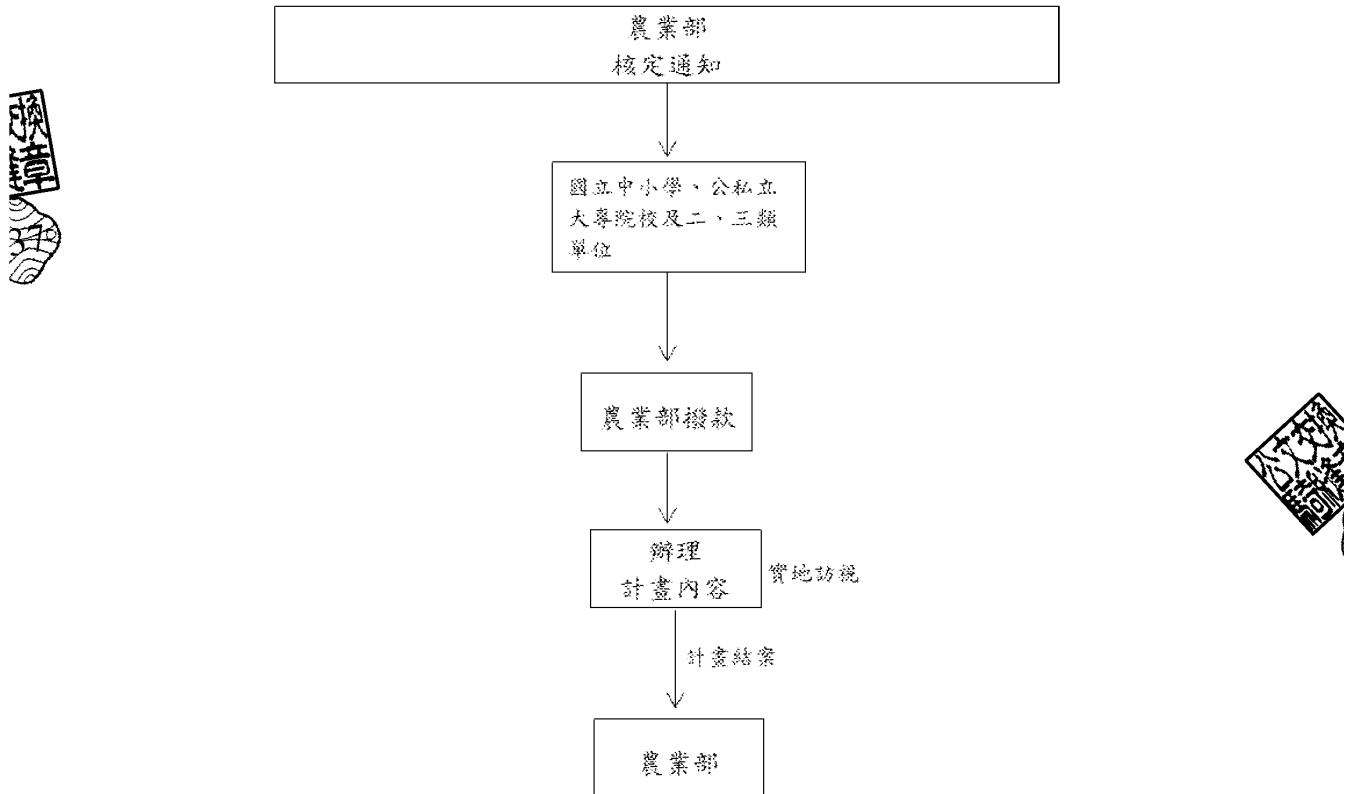 農業部
核定通知
國立中小學、公私立
大專院校及二、三類
單位
農業部撥款
辦理
計畫內容
實地訪視
計畫結案
農業部